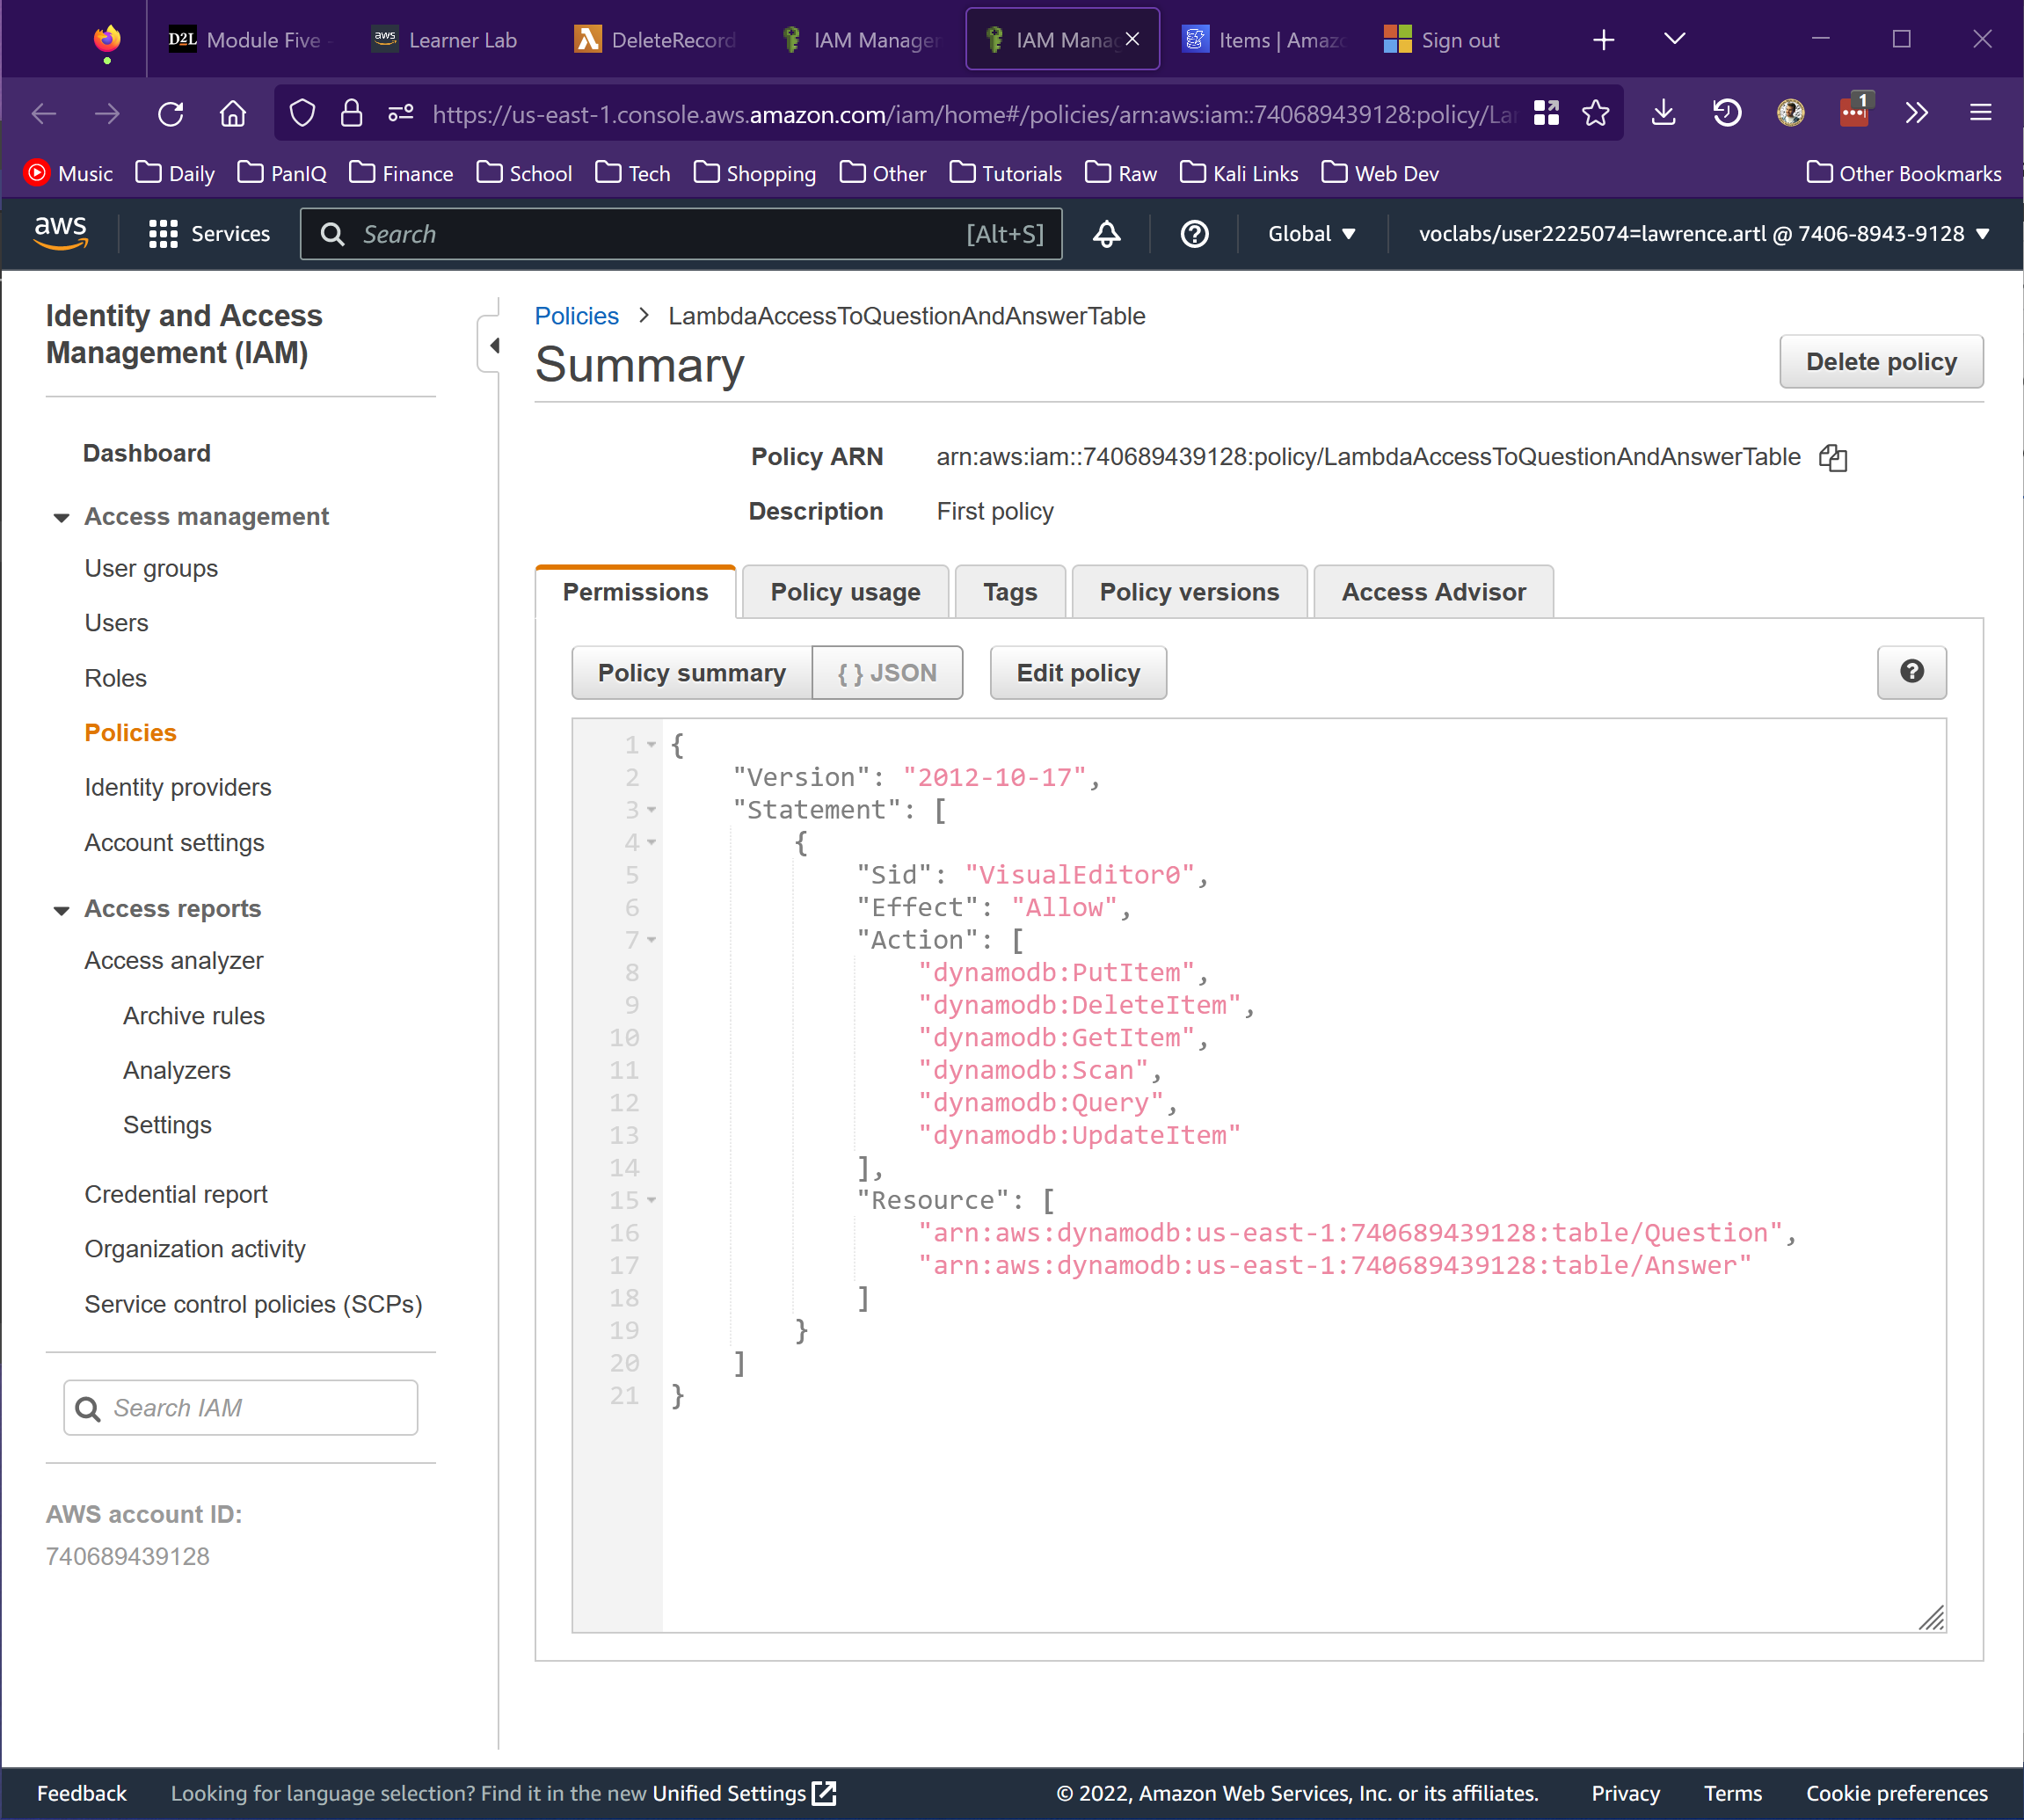 D2L Module Five -
aws Learner Lab
DeleteRecord
IAM Manage
IAM Manag
Items | Amaz
Sign out
https://us-east-1.console.aws.amazon.com/iam/home#/policies/arn:aws:iam::740689439128:policy/La
1
Music Daily PanIQ Finance School Tech Shopping Other Tutorials Raw Kali Links Web Dev Other Bookmarks
aws Services Search [Alt+S] Global voclabs/user2225074=lawrence.artl @ 7406-8943-9128
Identity and Access
Management (IAM)
Dashboard
Access management
User groups
Users
Roles
Policies
Identity providers
Account settings
Access reports
Access analyzer
Archive rules
Analyzers
Settings
Credential report
Organization activity
Service control policies (SCPs)
Search IAM
AWS account ID:
740689439128
Policies > LambdaAccessToQuestionAndAnswerTable
Summary
Delete policy
Policy ARN arn:aws:iam::740689439128:policy/LambdaAccessToQuestionAndAnswerTable
Description First policy
Permissions Policy usage Tags Policy versions Access Advisor
Policy summary { } JSON Edit policy ?
1 {
2 "Version": "2012-10-17",
3 "Statement": [
4 {
5 "Sid": "VisualEditor0",
6 "Effect": "Allow",
7 "Action": [
8 "dynamodb:PutItem",
9 "dynamodb:DeleteItem",
10 "dynamodb:GetItem",
11 "dynamodb:Scan",
12 "dynamodb:Query",
13 "dynamodb:UpdateItem"
14 ],
15 "Resource": [
16 "arn:aws:dynamodb:us-east-1:740689439128:table/Question",
17 "arn:aws:dynamodb:us-east-1:740689439128:table/Answer"
18 ]
19 }
20 ]
21 }
Feedback Looking for language selection? Find it in the new Unified Settings © 2022, Amazon Web Services, Inc. or its affiliates. Privacy Terms Cookie preferences